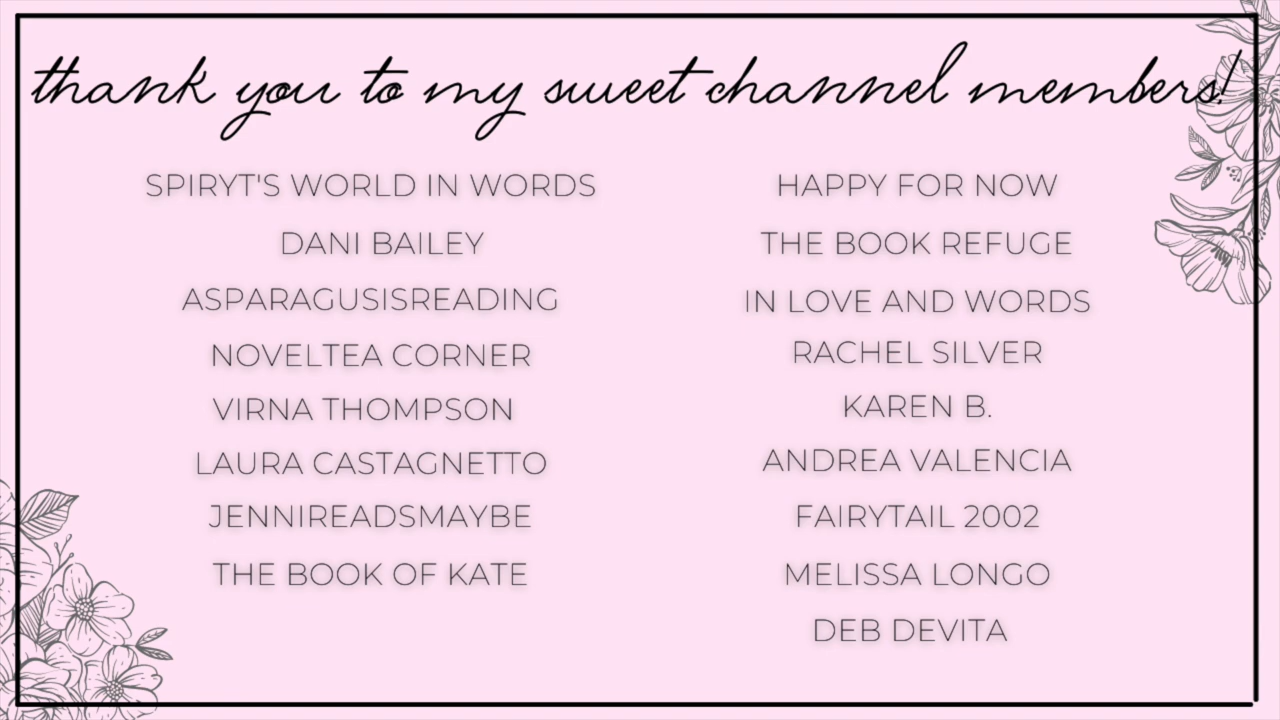 thank you to my sweet channel members!
SPIRYT'S WORLD IN WORDS
DANI BAILEY
ASPARAGUSISREADING
NOVELTEA CORNER
VIRNA THOMPSON
LAURA CASTAGNETTO
JENNIREADSMAYBE
THE BOOK OF KATE
HAPPY FOR NOW
THE BOOK REFUGE
IN LOVE AND WORDS
RACHEL SILVER
KAREN B.
ANDREA VALENCIA
FAIRYTAIL 2002
MELISSA LONGO
DEB DEVITA